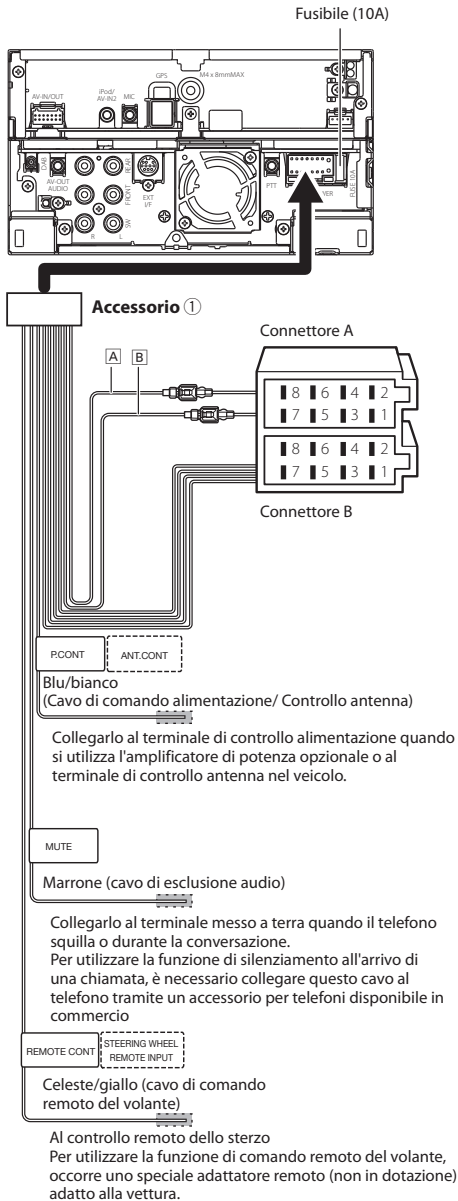 Fusibile (10A)
AV-IN/OUT
iPod/
AV-IN2
MIC
GPS
M4 x 8mmMAX
DAB
AV-OUT
AUDIO
REAR
FRONT
SW
R
L
EXT
I/F
PTT
FUSE 10A
Accessorio ①
Connettore A
A B
8 6 4 2
7 5 3 1
8 6 4 2
7 5 3 1
Connettore B
P.CONT
ANT.CONT
Blu/bianco
(Cavo di comando alimentazione/ Controllo antenna)
Collegarlo al terminale di controllo alimentazione quando
si utilizza l'amplificatore di potenza opzionale o al
terminale di controllo antenna nel veicolo.
MUTE
Marrone (cavo di esclusione audio)
Collegarlo al terminale messo a terra quando il telefono
squilla o durante la conversazione.
Per utilizzare la funzione di silenziamento all'arrivo di
una chiamata, è necessario collegare questo cavo al
telefono tramite un accessorio per telefoni disponibile in
commercio
REMOTE CONT
STEERING WHEEL
REMOTE INPUT
Celeste/giallo (cavo di comando
remoto del volante)
Al controllo remoto dello sterzo
Per utilizzare la funzione di comando remoto del volante,
occorre uno speciale adattatore remoto (non in dotazione)
adatto alla vettura.